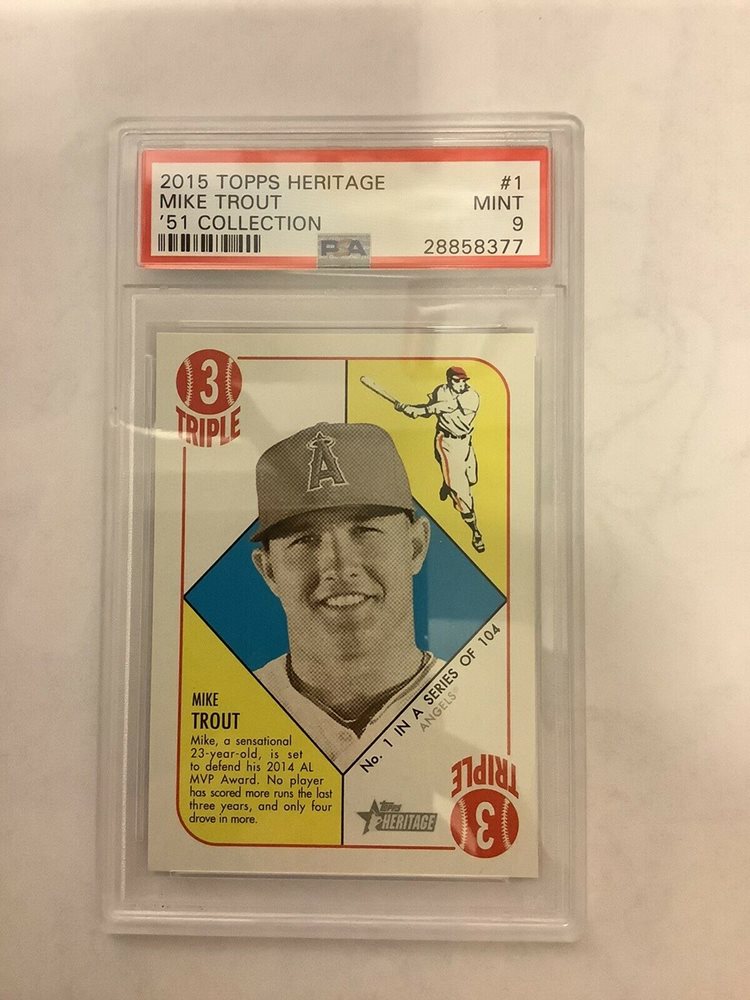 2015 TOPPS HERITAGE #1
MIKE TROUT MINT
'51 COLLECTION 9
PSA 28858377
3
TRIPLE
A
MIKE
TROUT
Mike, a sensational
23-year-old, is set
to defend his 2014 AL
MVP Award. No player
has scored more runs the last
three years, and only four
drove in more.
No. 1 IN A SERIES OF 104
ANGELS®
Topps
HERITAGE
TRIPLE
3